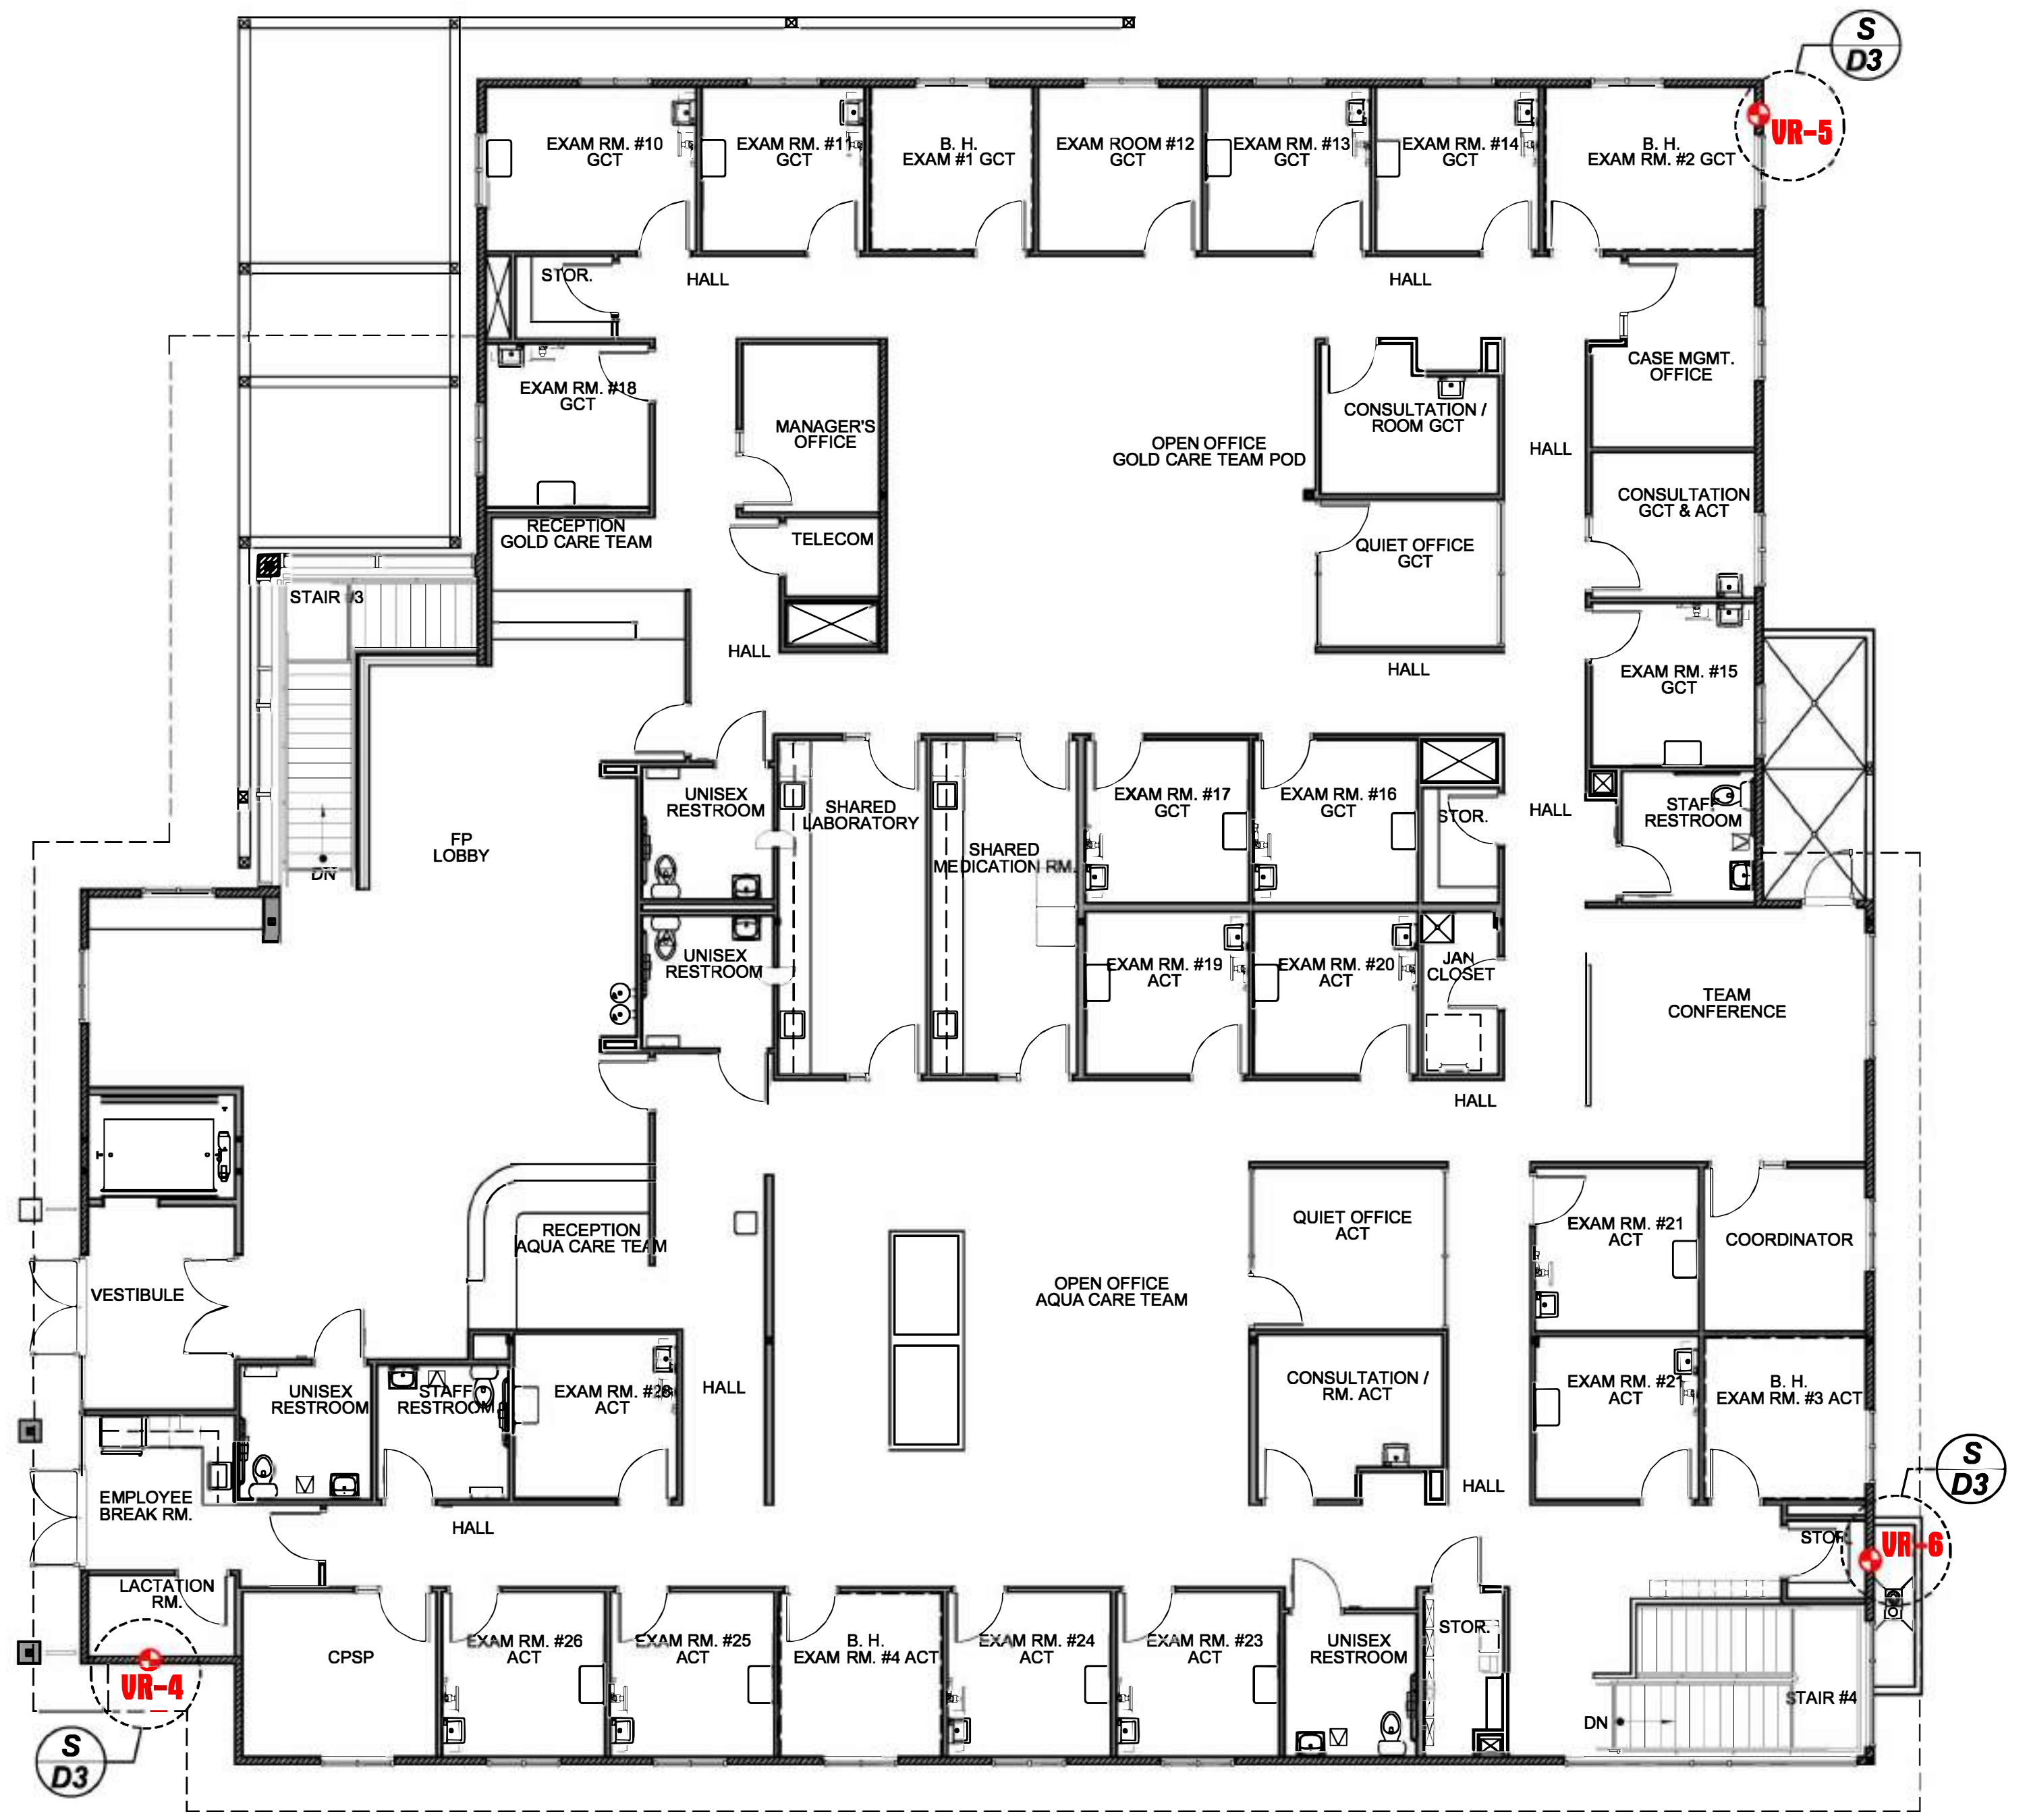 S
D3
VR-5
EXAM RM. #10
GCT
EXAM RM. #11
GCT
B. H.
EXAM #1 GCT
EXAM ROOM #12
GCT
EXAM RM. #13
GCT
EXAM RM. #14
GCT
B. H.
EXAM RM. #2 GCT
STOR.
HALL
HALL
EXAM RM. #18
GCT
MANAGER'S
OFFICE
OPEN OFFICE
GOLD CARE TEAM POD
CONSULTATION /
ROOM GCT
HALL
CASE MGMT.
OFFICE
CONSULTATION
GCT & ACT
RECEPTION
GOLD CARE TEAM
TELECOM
QUIET OFFICE
GCT
STAIR #3
HALL
HALL
EXAM RM. #15
GCT
UNISEX
RESTROOM
SHARED
LABORATORY
SHARED
MEDICATION RM.
EXAM RM. #17
GCT
EXAM RM. #16
GCT
STOR.
HALL
STAFF
RESTROOM
FP
LOBBY
DN
UNISEX
RESTROOM
EXAM RM. #19
ACT
EXAM RM. #20
ACT
JAN
CLOSET
TEAM
CONFERENCE
HALL
RECEPTION
AQUA CARE TEAM
QUIET OFFICE
ACT
EXAM RM. #21
ACT
COORDINATOR
VESTIBULE
OPEN OFFICE
AQUA CARE TEAM
UNISEX
RESTROOM
STAFF
RESTROOM
EXAM RM. #28
ACT
HALL
CONSULTATION /
RM. ACT
EXAM RM. #21
ACT
B. H.
EXAM RM. #3 ACT
S
D3
EMPLOYEE
BREAK RM.
HALL
HALL
STOR.
VR-6
LACTATION
RM.
CPSP
EXAM RM. #26
ACT
EXAM RM. #25
ACT
B. H.
EXAM RM. #4 ACT
EXAM RM. #24
ACT
EXAM RM. #23
ACT
UNISEX
RESTROOM
STOR.
VR-4
STAIR #4
DN
S
D3